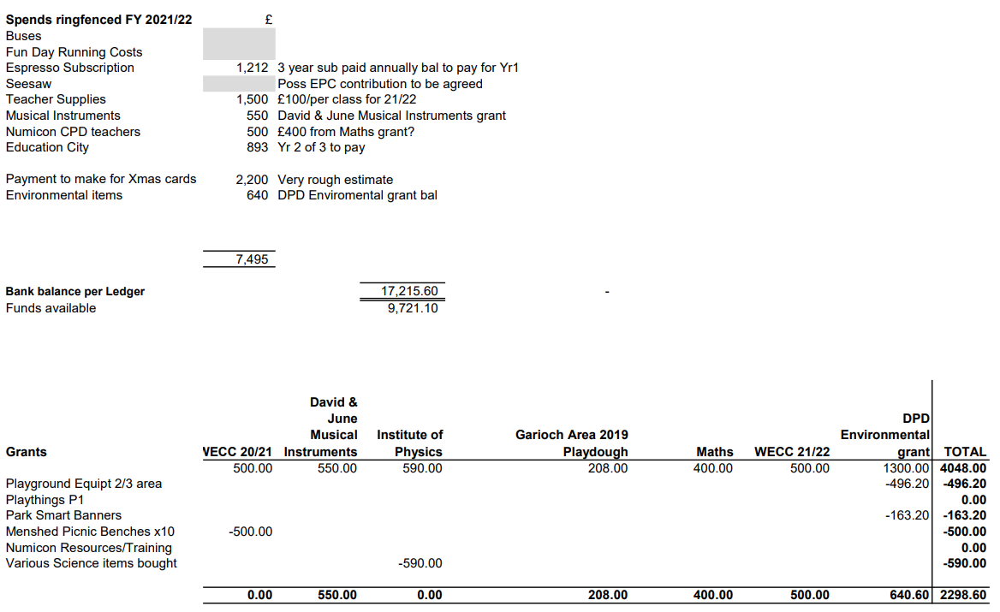 Spends ringfenced FY 2021/22 £
Buses
Fun Day Running Costs
Espresso Subscription 1,212 3 year sub paid annually bal to pay for Yr1
Seesaw Poss EPC contribution to be agreed
Teacher Supplies 1,500 £100/per class for 21/22
Musical Instruments 550 David & June Musical Instruments grant
Numicon CPD teachers 500 £400 from Maths grant?
Education City 893 Yr 2 of 3 to pay
Payment to make for Xmas cards 2,200 Very rough estimate
Environmental items 640 DPD Enviromental grant bal
7,495
Bank balance per Ledger 17,215.60 -
Funds available 9,721.10
David &
June DPD
Musical Institute of Garioch Area 2019 Environmental
Grants WECC 20/21 Instruments Physics Playdough Maths WECC 21/22 grant TOTAL
500.00 550.00 590.00 208.00 400.00 500.00 1300.00 4048.00
Playground Equipt 2/3 area -496.20 -496.20
Playthings P1 0.00
Park Smart Banners -163.20 -163.20
Menshed Picnic Benches x10 -500.00 -500.00
Numicon Resources/Training 0.00
Various Science items bought -590.00 -590.00
0.00 550.00 0.00 208.00 400.00 500.00 640.60 2298.60